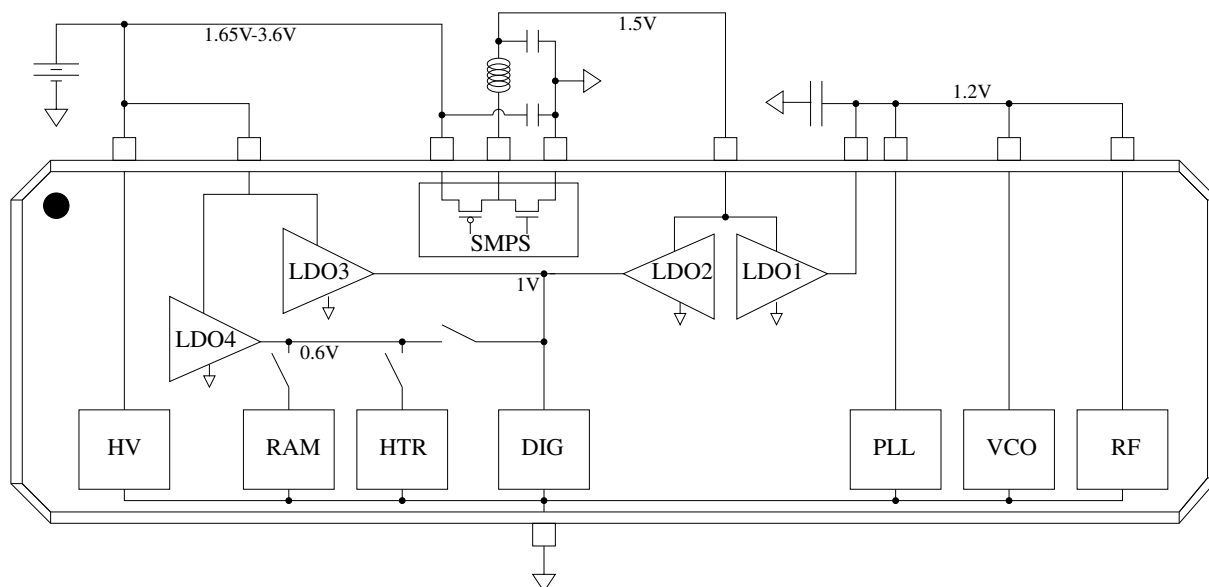 1.65V-3.6V
1.5V
1.2V
SMPS
LDO3
LDO2
LDO1
1V
LDO4
0.6V
HV
RAM
HTR
DIG
PLL
VCO
RF